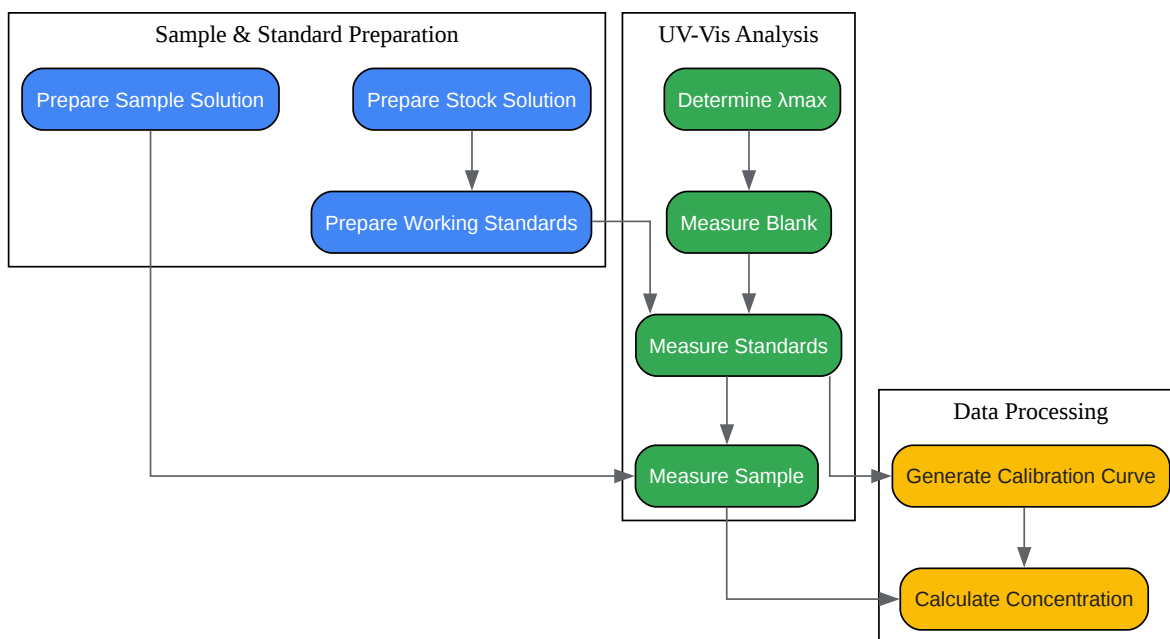 Sample & Standard Preparation
Prepare Sample Solution
Prepare Stock Solution
Prepare Working Standards
UV-Vis Analysis
Determine λmax
Measure Blank
Measure Standards
Measure Sample
Data Processing
Generate Calibration Curve
Calculate Concentration